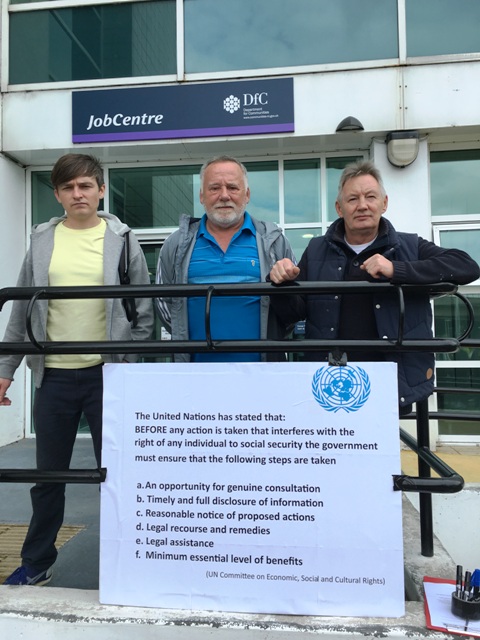 JobCentre
DfC
Department
for Communities
The United Nations has stated that:
BEFORE any action is taken that interferes with the
right of any individual to social security the government
must ensure that the following steps are taken
a. An opportunity for genuine consultation
b. Timely and full disclosure of information
c. Reasonable notice of proposed actions
d. Legal recourse and remedies
e. Legal assistance
f. Minimum essential level of benefits
(UN Committee on Economic, Social and Cultural Rights)